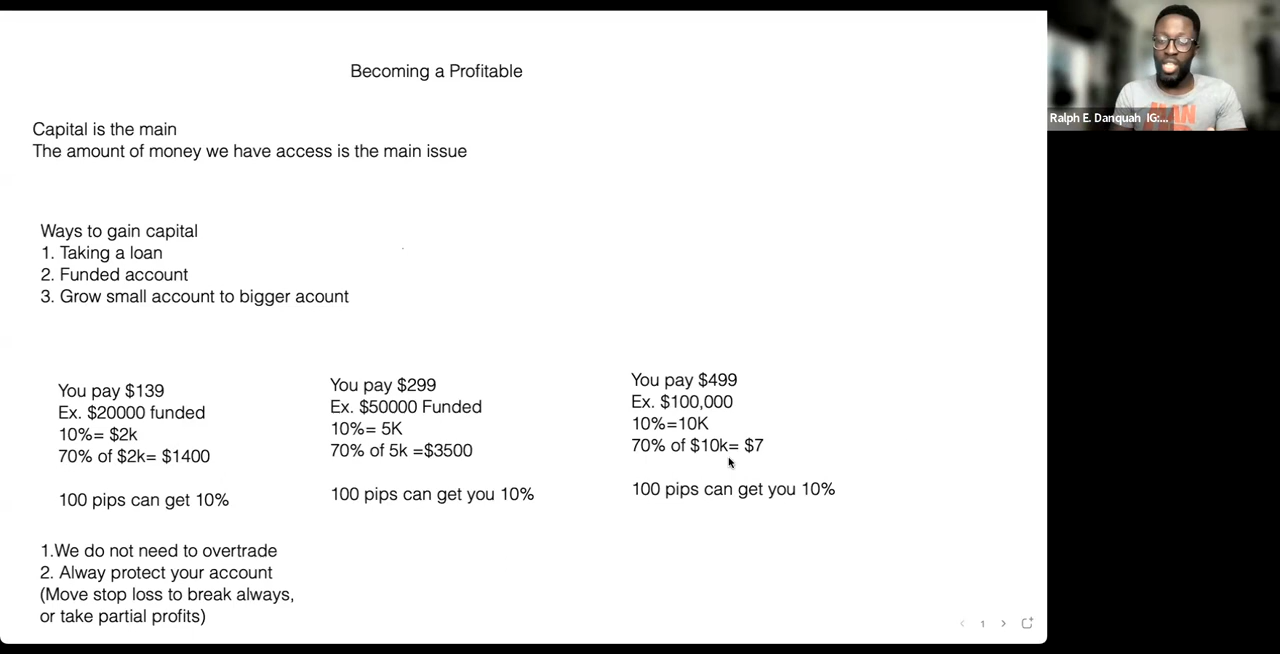 Becoming a Profitable
Capital is the main
The amount of money we have access is the main issue
Ways to gain capital
1. Taking a loan
2. Funded account
3. Grow small account to bigger acount
You pay $139
Ex. $20000 funded
10%= $2k
70% of $2k= $1400
100 pips can get 10%
You pay $299
Ex. $50000 Funded
10%= 5K
70% of 5k =$3500
100 pips can get you 10%
You pay $499
Ex. $100,000
10%=10K
70% of $10k= $7
100 pips can get you 10%
1.We do not need to overtrade
2. Alway protect your account
(Move stop loss to break always,
or take partial profits)
1
Ralph E. Danquah IG:...